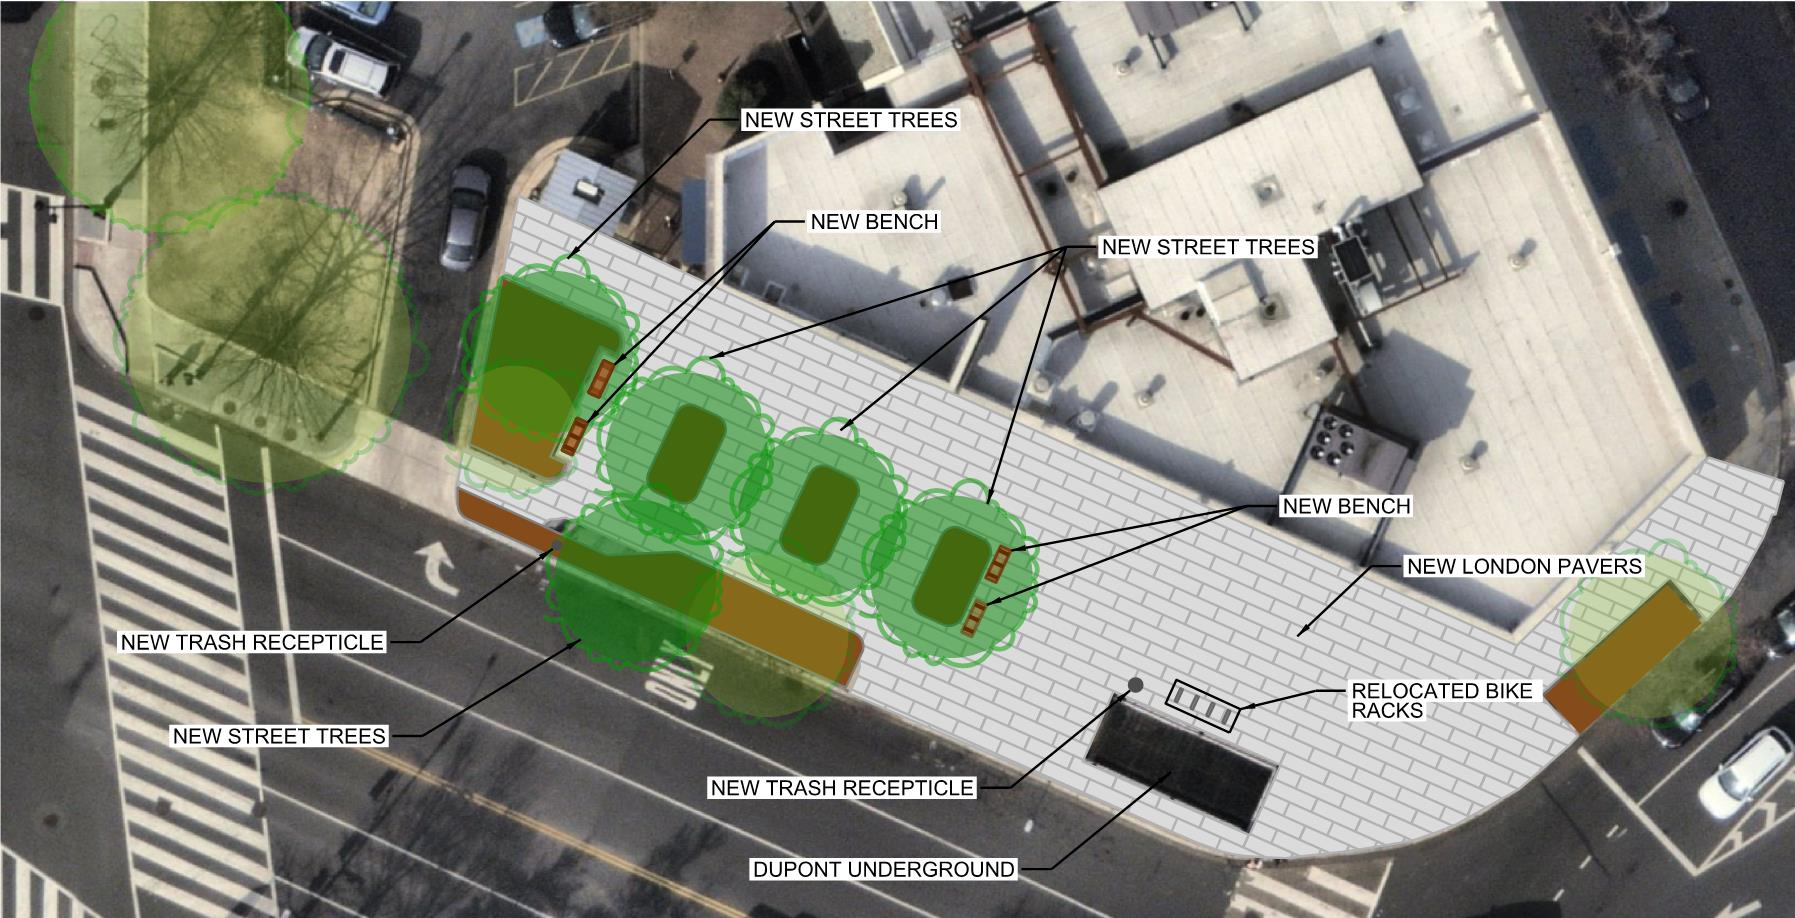 NEW STREET TREES
NEW BENCH
NEW STREET TREES
NEW BENCH
NEW LONDON PAVERS
NEW TRASH RECEPTICLE
RELOCATED BIKE
RACKS
NEW STREET TREES
NEW TRASH RECEPTICLE
DUPONT UNDERGROUND